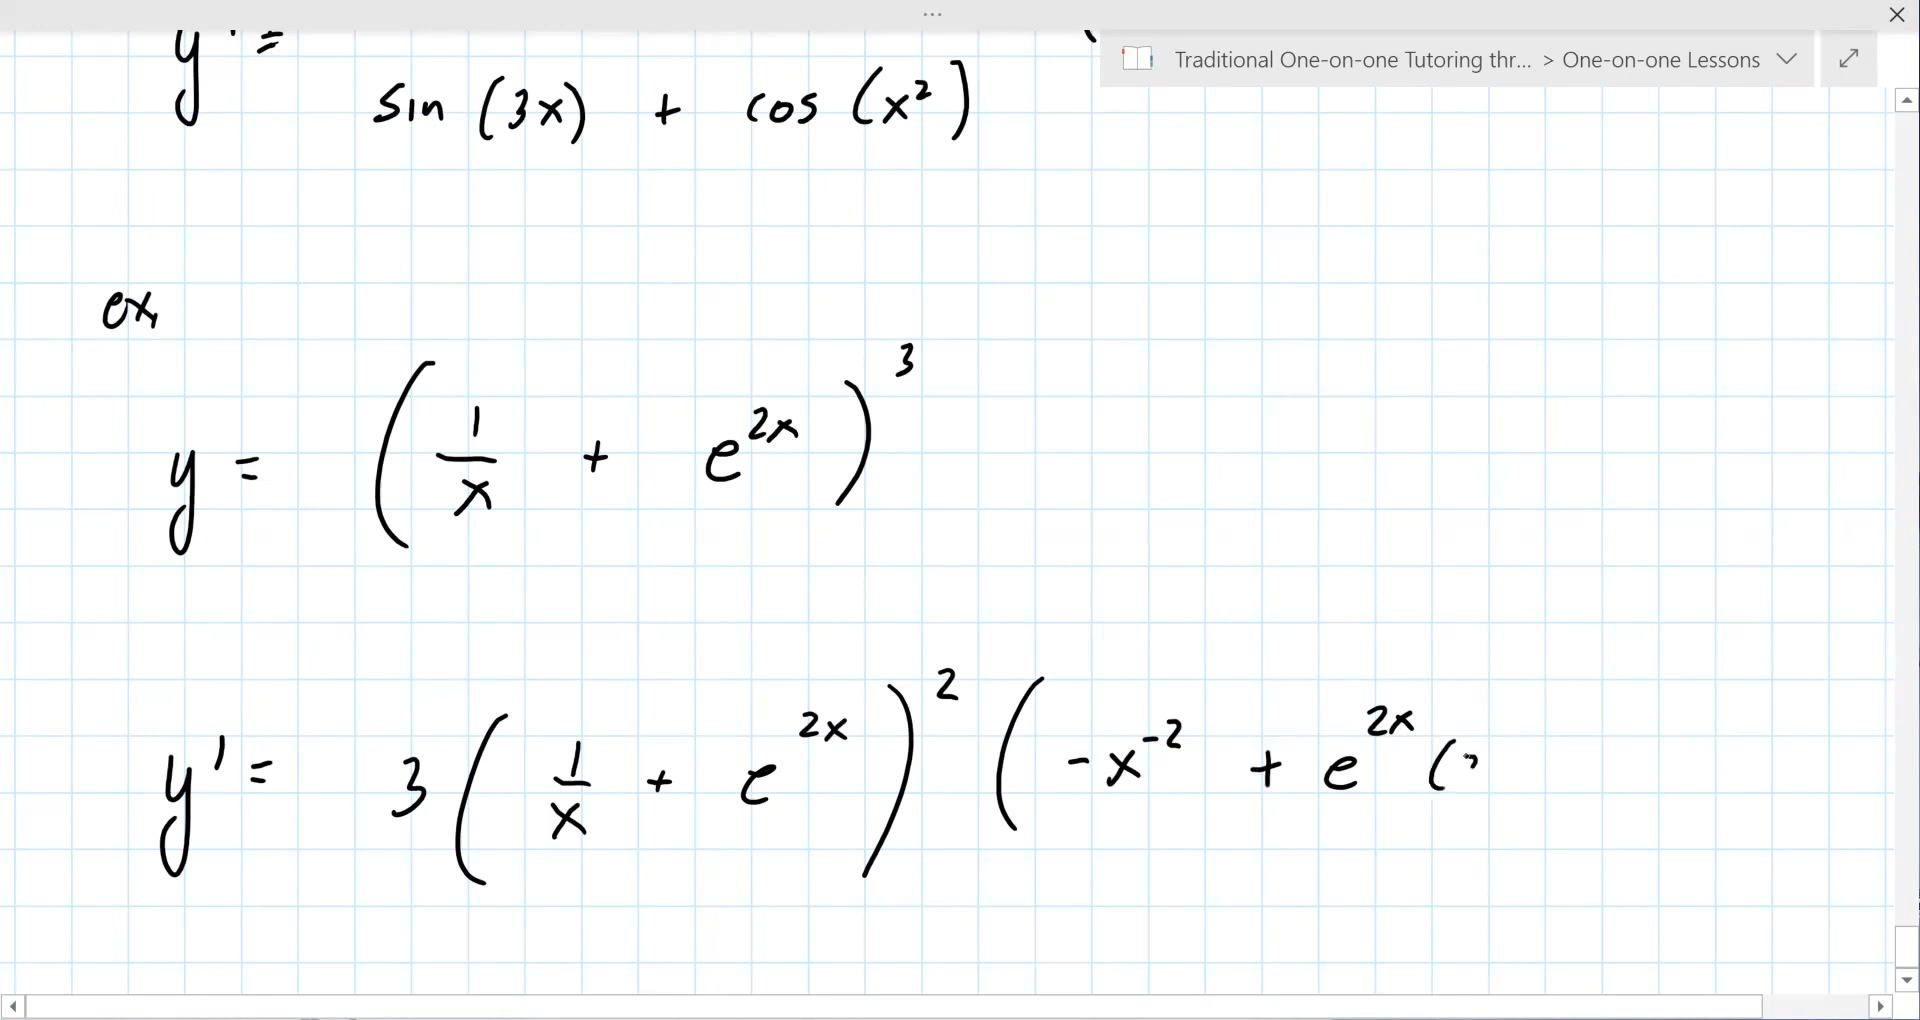 ...
Traditional One-on-one Tutoring thr... > One-on-one Lessons
y' =
sin (3x) + cos (x²)
ex,
y = (1/x + e^{2x})^3
y' = 3 (1/x + e^{2x})^2 (-x^{-2} + e^{2x} (